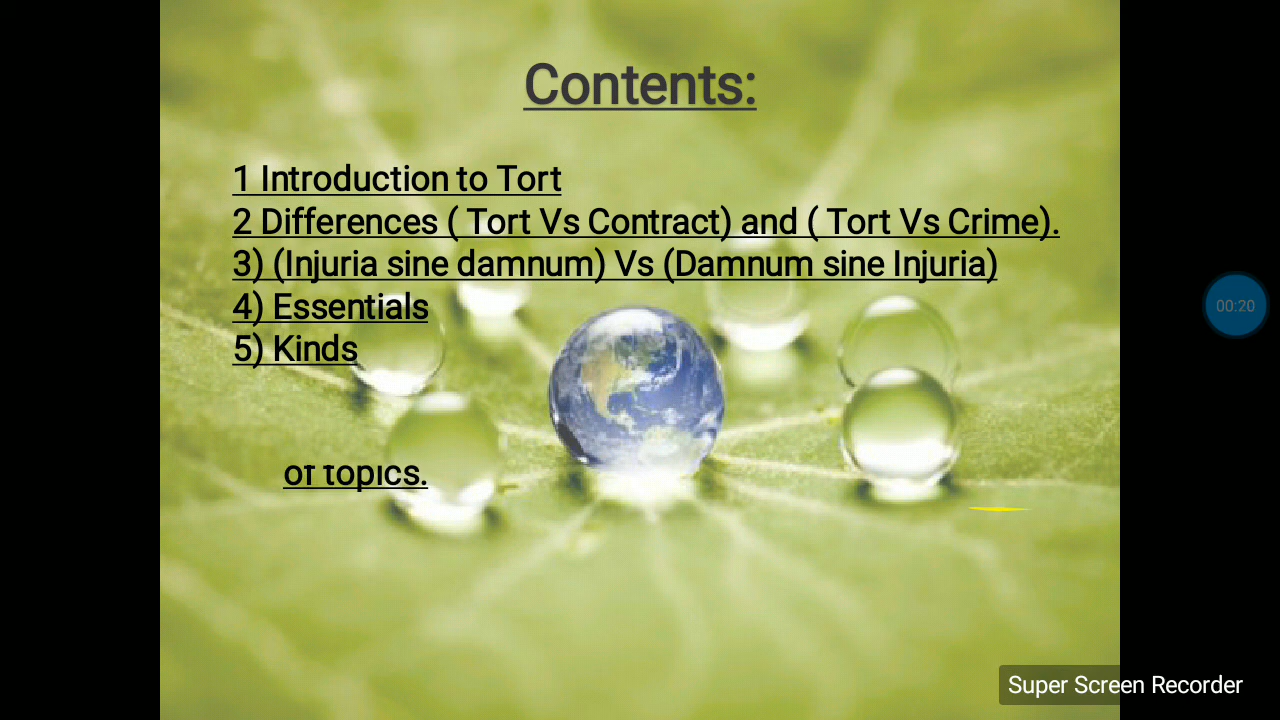 Contents:
1 Introduction to Tort
2 Differences ( Tort Vs Contract) and ( Tort Vs Crime).
3) (Injuria sine damnum) Vs (Damnum sine Injuria)
4) Essentials
5) Kinds
of topics.
00:20
Super Screen Recorder